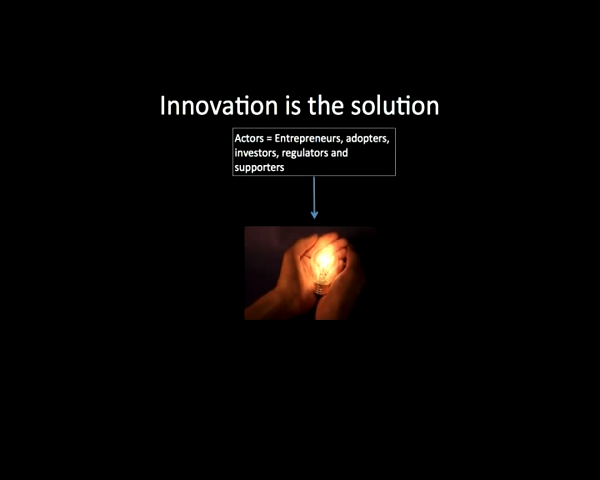 Innovation is the solution
Actors = Entrepreneurs, adopters,
investors, regulators and
supporters